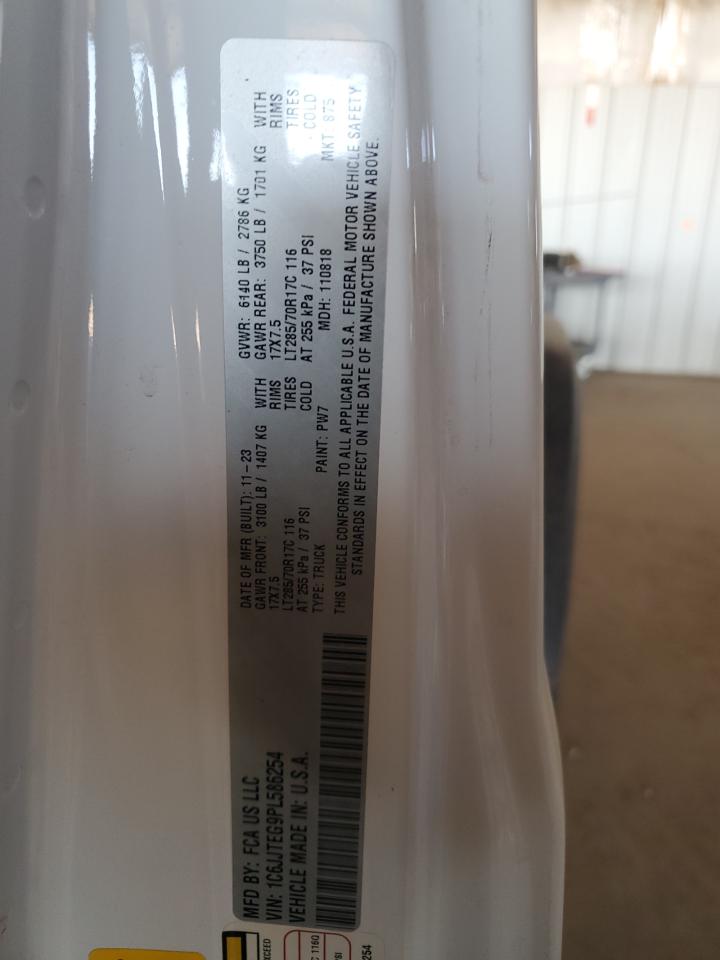 MFD BY: FCA US LLC
VIN: 1C6JJTEG9PL586254
VEHICLE MADE IN: U.S.A.
DATE OF MFR (BUILT): 11-23 GVWR: 6140 LB / 2786 KG
GAWR FRONT: 3100 LB / 1407 KG WITH GAWR REAR: 3750 LB / 1701 KG WITH
17X7.5 RIMS 17X7.5 RIMS
LT285/70R17C 116 TIRES LT285/70R17C 116 TIRES
AT 255 kPa / 37 PSI COLD AT 255 kPa / 37 PSI COLD
TYPE: TRUCK PAINT: PW7 MDH: 110818 MKT: 875
THIS VEHICLE CONFORMS TO ALL APPLICABLE U.S.A. FEDERAL MOTOR VEHICLE SAFETY
STANDARDS IN EFFECT ON THE DATE OF MANUFACTURE SHOWN ABOVE.
EXCEED
C 116Q
PSI
254